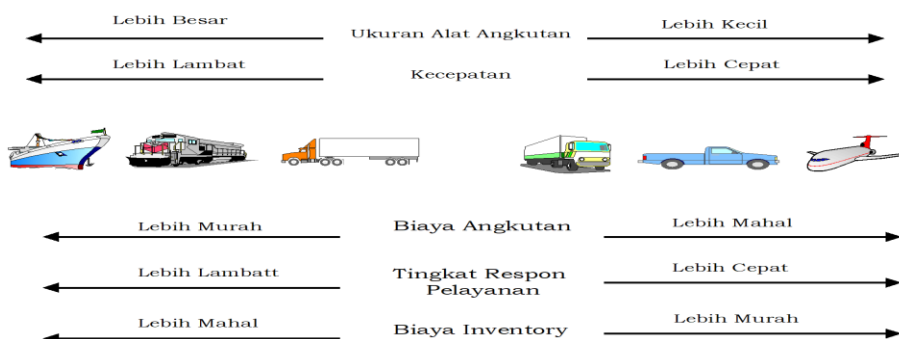 Lebih Besar
Ukuran Alat Angkutan
Lebih Kecil
Lebih Lambat
Kecepatan
Lebih Cepat
Lebih Murah
Biaya Angkutan
Lebih Mahal
Lebih Lambatt
Tingkat Respon
Pelayanan
Lebih Cepat
Lebih Mahal
Biaya Inventory
Lebih Murah